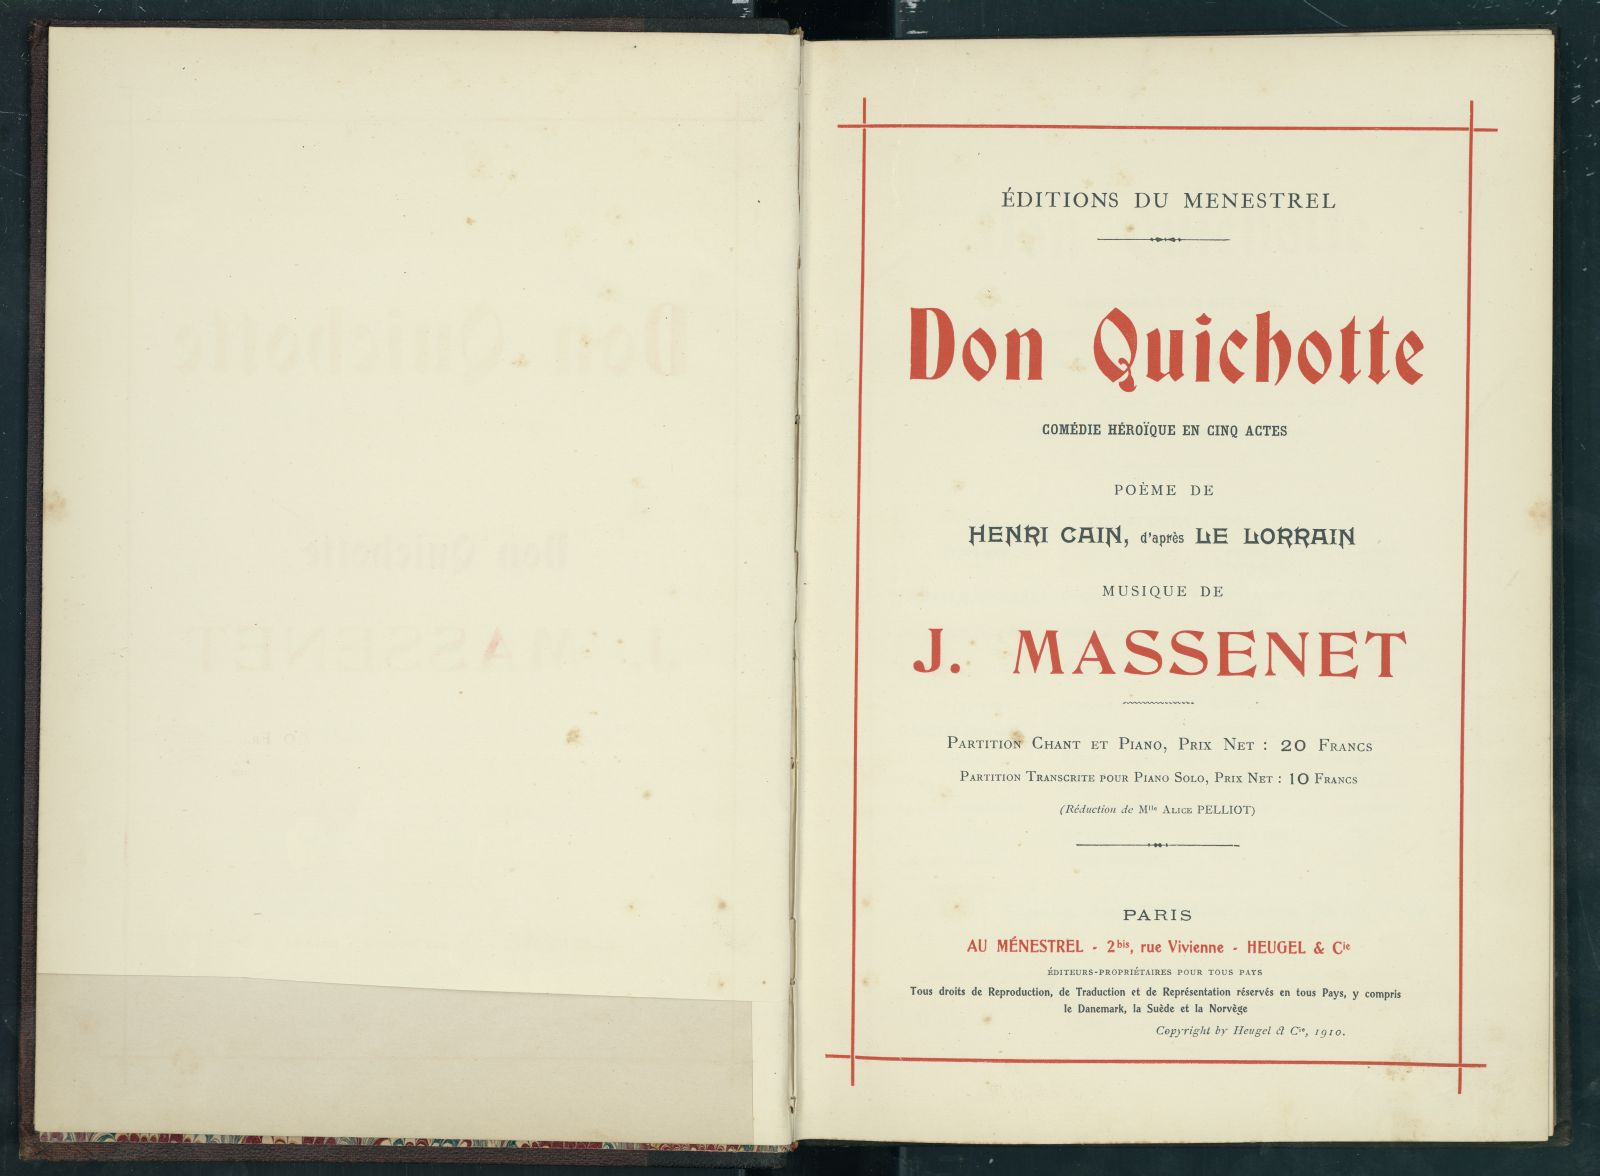 ÉDITIONS DU MENESTREL
Don Quichotte
COMÉDIE HÉROÏQUE EN CINQ ACTES
POÈME DE
HENRI CAIN, d'après LE LORRAIN
MUSIQUE DE
J. MASSENET
PARTITION CHANT ET PIANO, PRIX NET : 20 FRANCS
PARTITION TRANSCRITE POUR PIANO SOLO, PRIX NET : 10 FRANCS
(Réduction de Mlle ALICE PELLIOT)
PARIS
AU MÉNESTREL - 2bis, rue Vivienne - HEUGEL & Cie
ÉDITEURS-PROPRIÉTAIRES POUR TOUS PAYS
Tous droits de Reproduction, de Traduction et de Représentation réservés en tous Pays, y compris
le Danemark, la Suède et la Norvège
Copyright by Heugel & Cie, 1910.